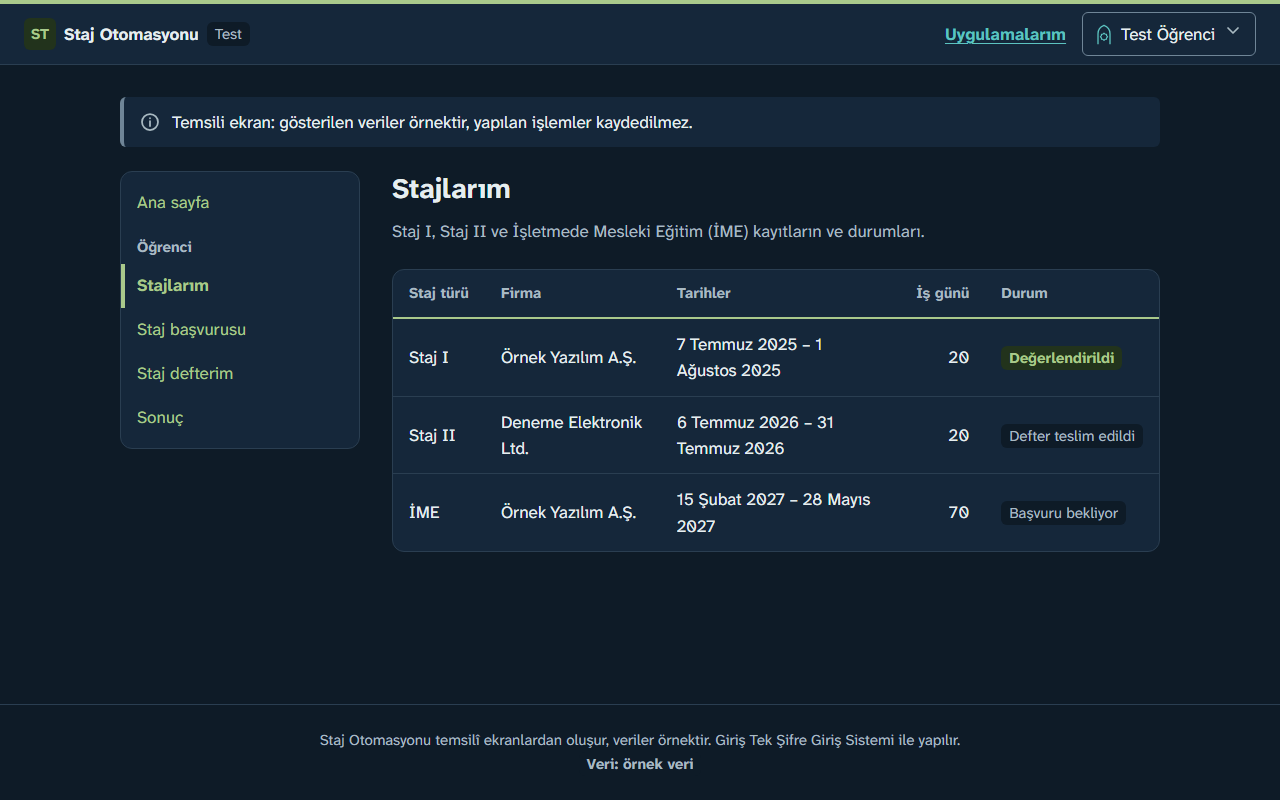 ST Staj Otomasyonu Test
Uygulamalarım Test Öğrenci
Temsili ekran: gösterilen veriler örnektir, yapılan işlemler kaydedilmez.
Ana sayfa
Öğrenci
Stajlarım
Staj başvurusu
Staj defterim
Sonuç
Stajlarım
Staj I, Staj II ve İşletmede Mesleki Eğitim (İME) kayıtların ve durumları.
Staj türü Firma Tarihler İş günü Durum
Staj I Örnek Yazılım A.Ş. 7 Temmuz 2025 – 1
Ağustos 2025 20 Değerlendirildi
Staj II Deneme Elektronik
Ltd. 6 Temmuz 2026 – 31
Temmuz 2026 20 Defter teslim edildi
İME Örnek Yazılım A.Ş. 15 Şubat 2027 – 28 Mayıs
2027 70 Başvuru bekliyor
Staj Otomasyonu temsilî ekranlardan oluşur, veriler örnektir. Giriş Tek Şifre Giriş Sistemi ile yapılır.
Veri: örnek veri